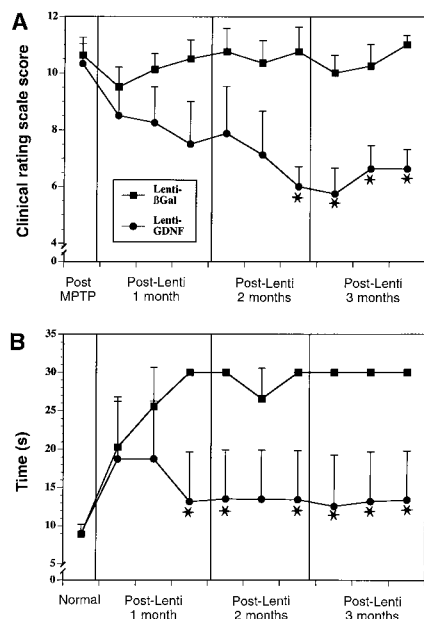 A
Clinical rating scale score
12
10
8
6
4
0
Lenti-
βGal
Lenti-
GDNF
Post
MPTP
Post-Lenti
1 month
Post-Lenti
2 months
Post-Lenti
3 months
B
Time (s)
35
30
25
20
15
10
5
0
Normal
Post-Lenti
1 month
Post-Lenti
2 months
Post-Lenti
3 months